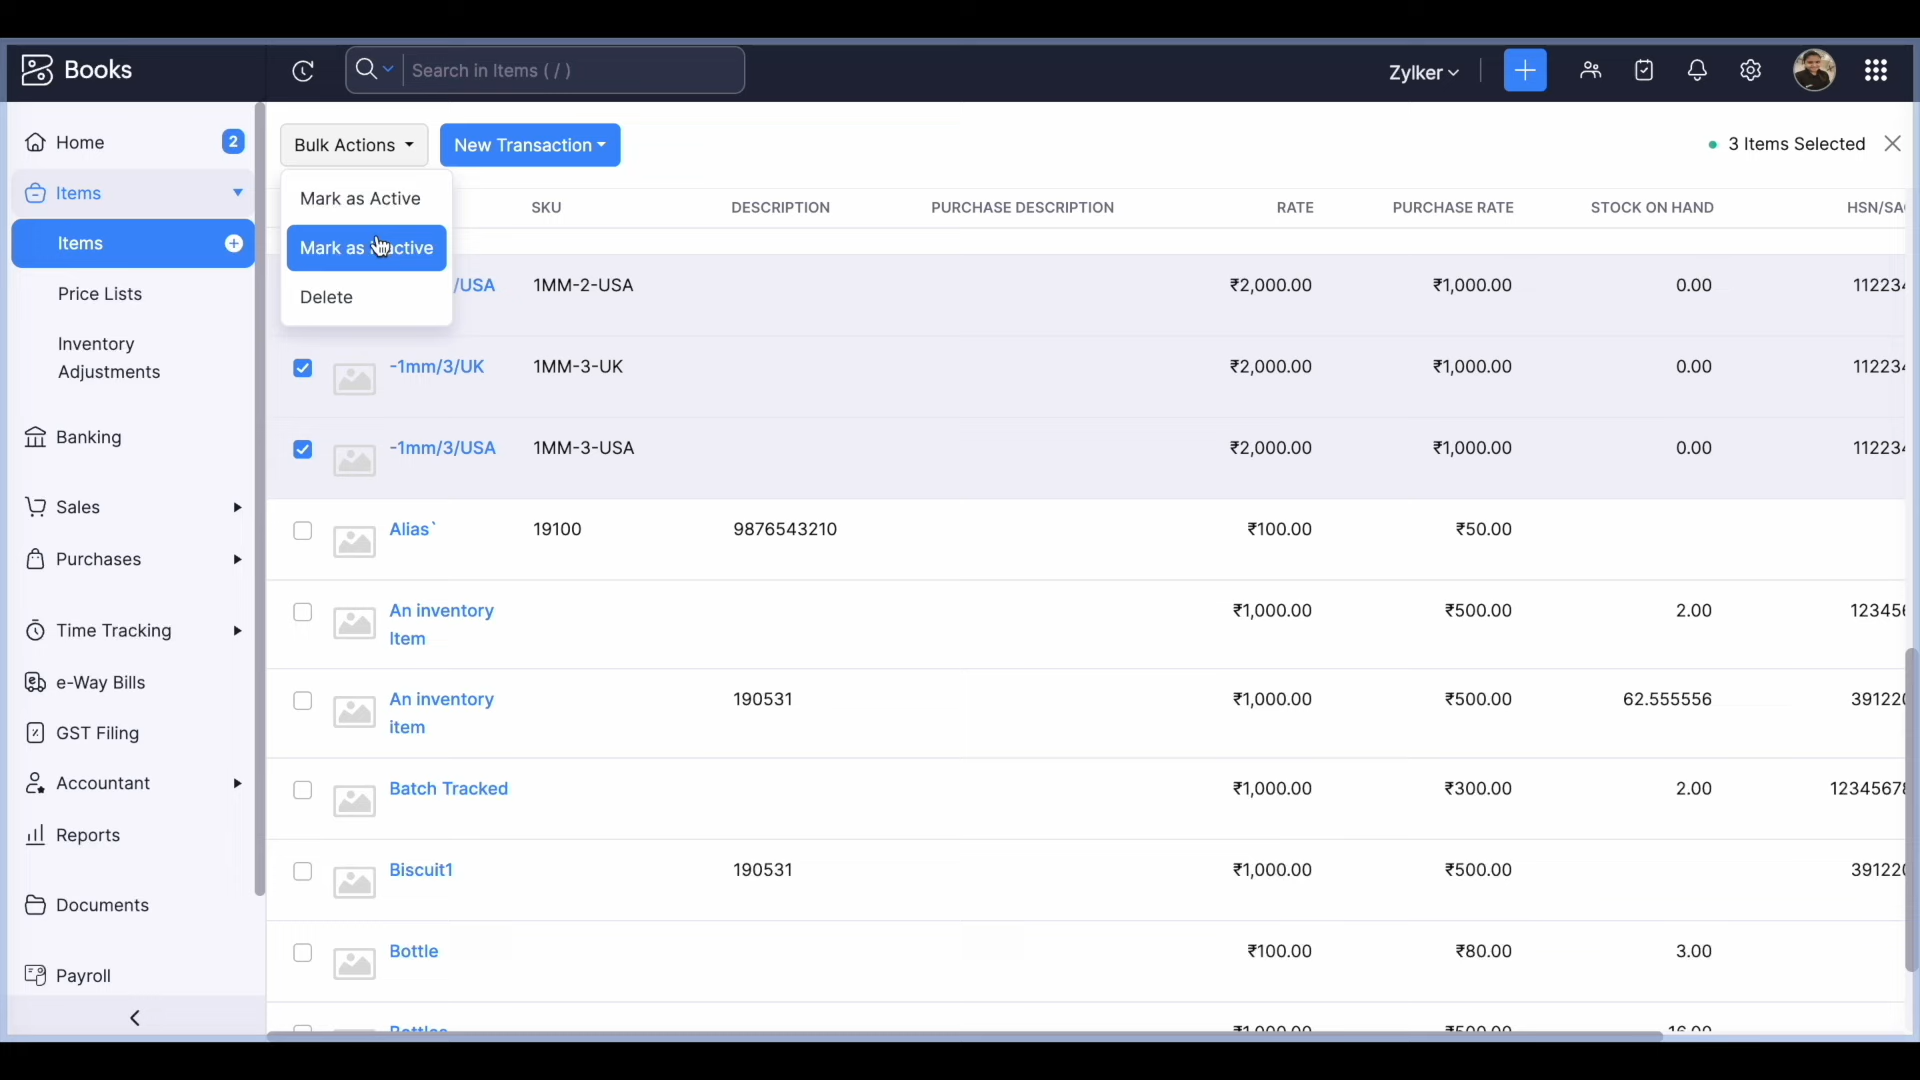 Books
Search in Items ( / )
Zylker
Home
2
Items
Items
Price Lists
Inventory
Adjustments
Banking
Sales
Purchases
Time Tracking
e-Way Bills
GST Filing
Accountant
Reports
Documents
Payroll
Bulk Actions
New Transaction
3 Items Selected
Mark as Active
Mark as
Delete
SKU DESCRIPTION PURCHASE DESCRIPTION RATE PURCHASE RATE STOCK ON HAND
/USA 1MM-2-USA ₹2,000.00 ₹1,000.00 0.00
-1mm/3/UK 1MM-3-UK ₹2,000.00 ₹1,000.00 0.00
-1mm/3/USA 1MM-3-USA ₹2,000.00 ₹1,000.00 0.00
Alias` 19100 9876543210 ₹100.00 ₹50.00
An inventory ₹1,000.00 ₹500.00 2.00
Item
An inventory 190531 ₹1,000.00 ₹500.00 62.555556
item
Batch Tracked ₹1,000.00 ₹300.00 2.00
Biscuit1 190531 ₹1,000.00 ₹500.00
Bottle ₹100.00 ₹80.00 3.00